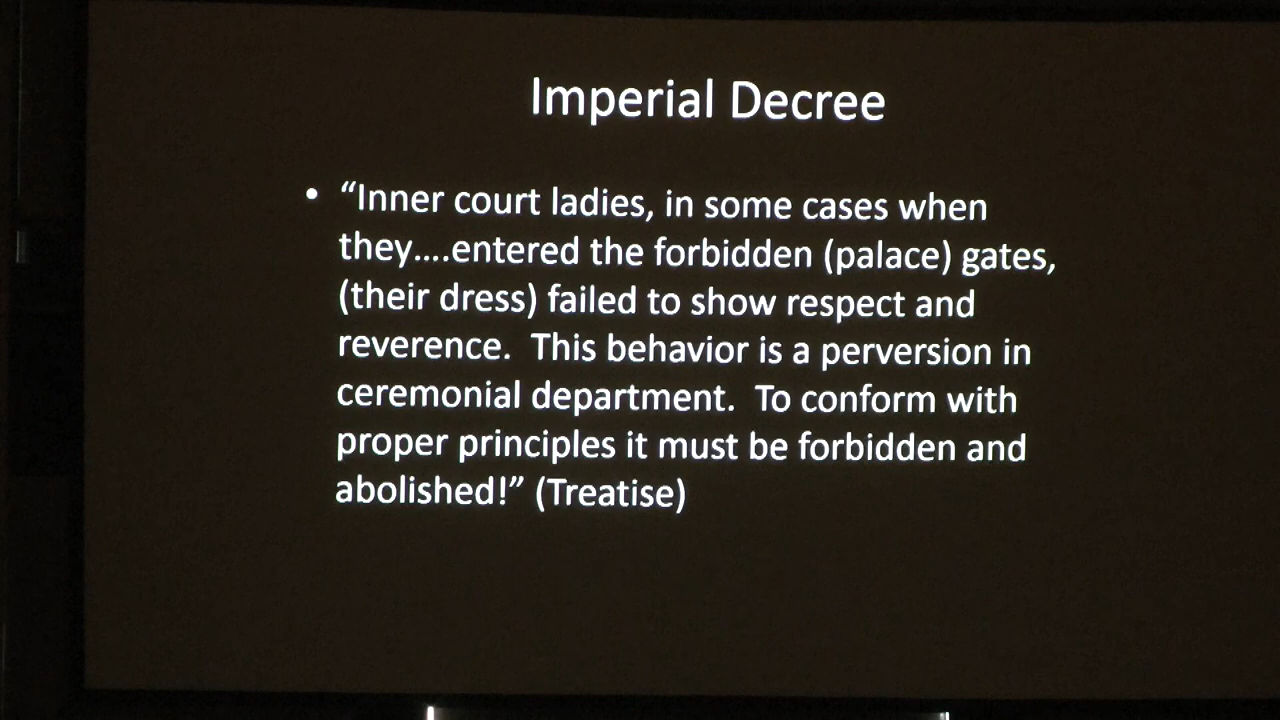 Imperial Decree
• “Inner court ladies, in some cases when
they....entered the forbidden (palace) gates,
(their dress) failed to show respect and
reverence.  This behavior is a perversion in
ceremonial department.  To conform with
proper principles it must be forbidden and
abolished!” (Treatise)